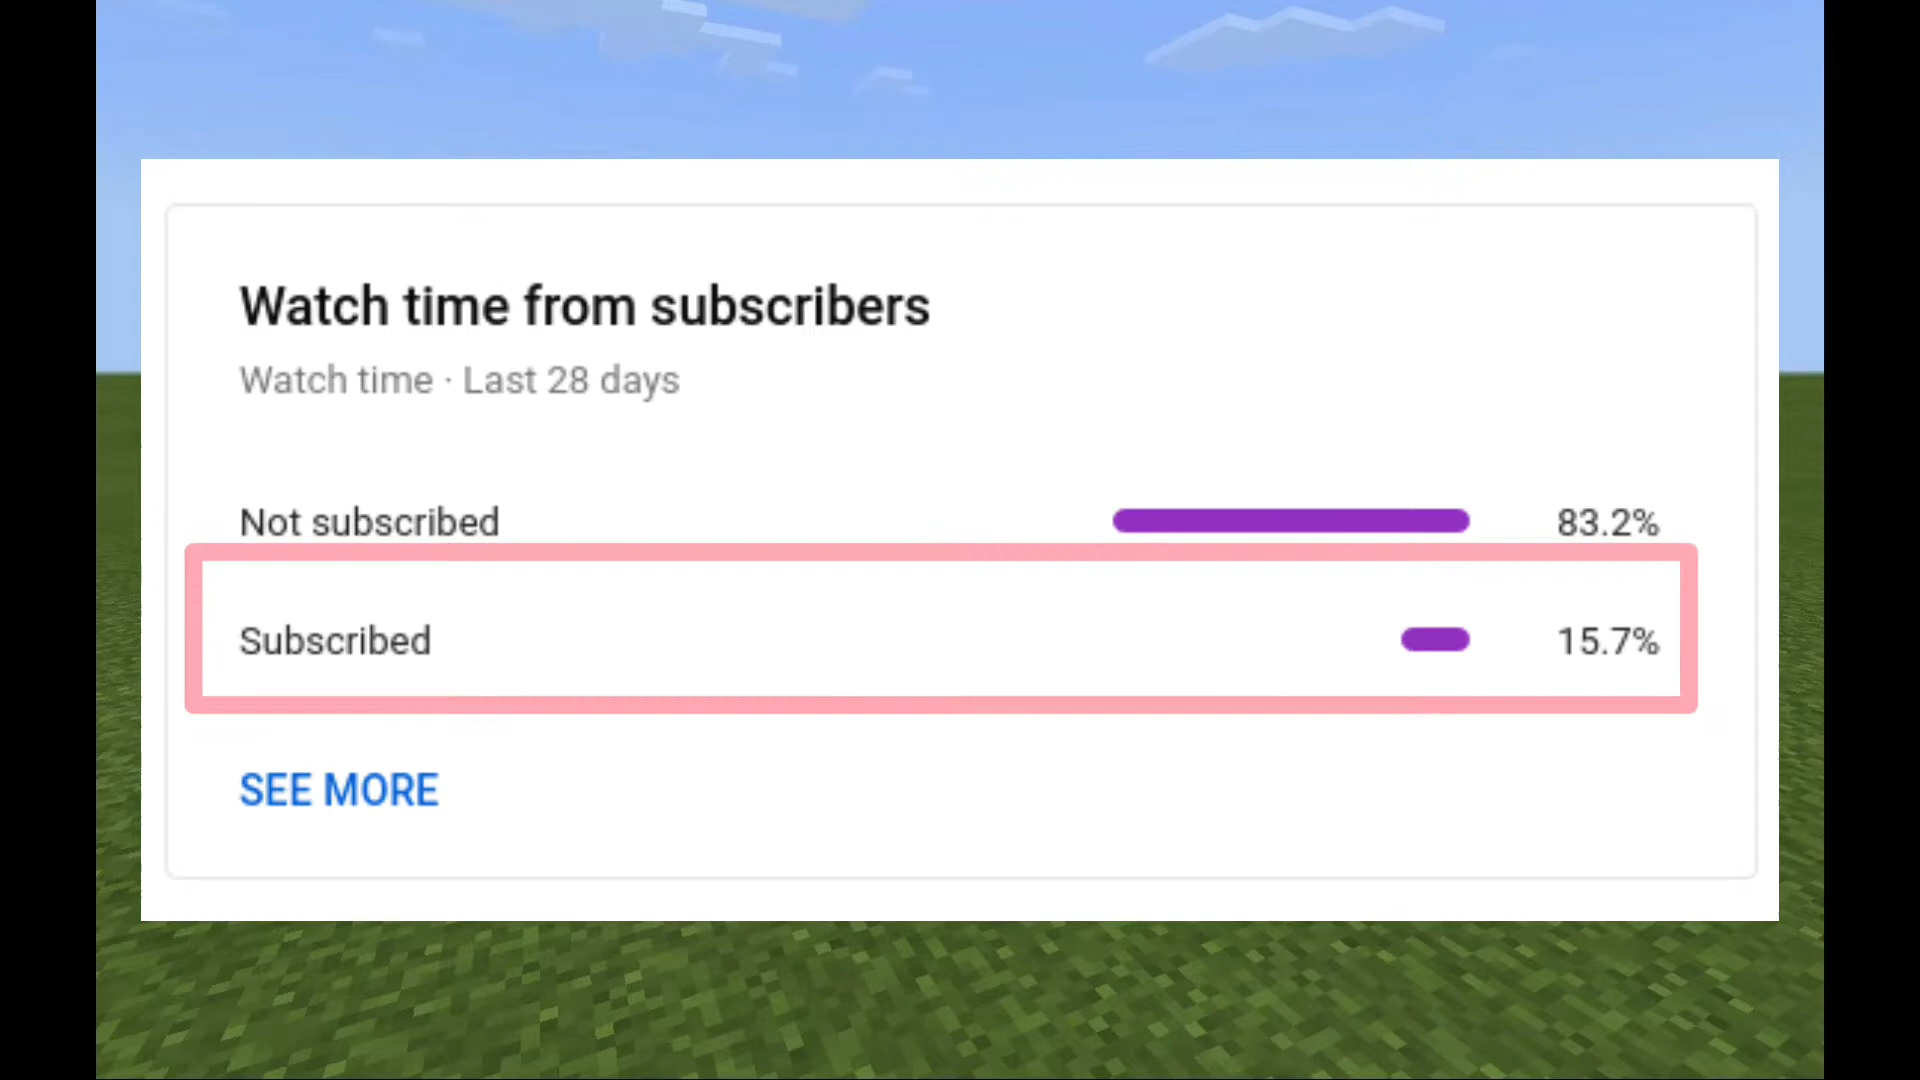 Watch time from subscribers
Watch time · Last 28 days
Not subscribed 83.2%
Subscribed 15.7%
SEE MORE